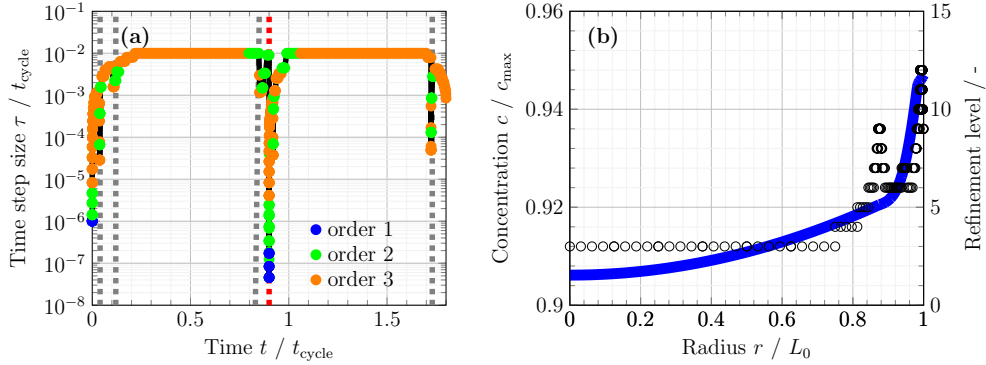 (a)
Time step size τ / t_cycle
10^−1
10^−2
10^−3
10^−4
10^−5
10^−6
10^−7
10^−8
order 1
order 2
order 3
0 0.5 1 1.5
Time t / t_cycle
(b)
Concentration c / c_max
0.96
0.94
0.92
0.9
15
10
5
0
Refinement level / -
0 0.2 0.4 0.6 0.8 1
Radius r / L_0